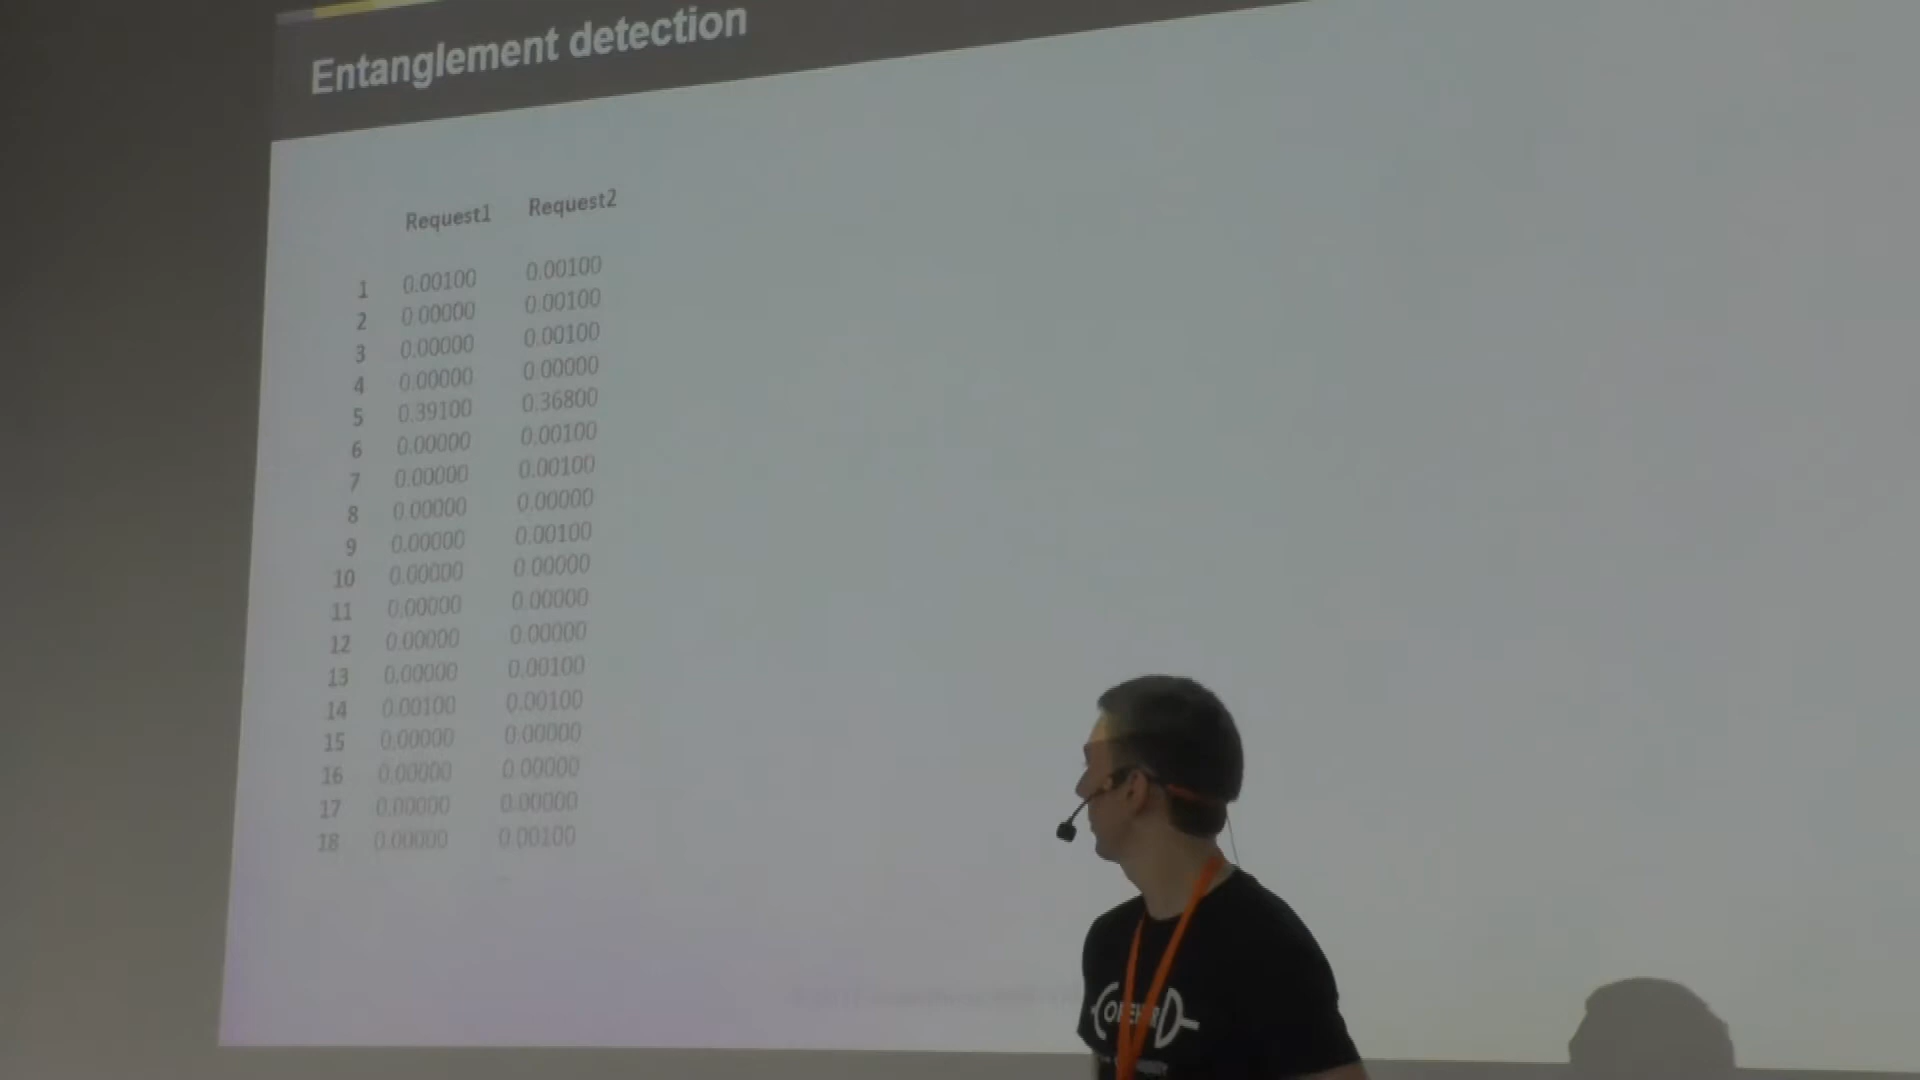 Entanglement detection
Request1 Request2
1 0.00100 0.00100
2 0.00000 0.00100
3 0.00000 0.00100
4 0.00000 0.00000
5 0.39100 0.36800
6 0.00000 0.00100
7 0.00000 0.00100
8 0.00000 0.00000
9 0.00000 0.00100
10 0.00000 0.00000
11 0.00000 0.00000
12 0.00000 0.00000
13 0.00000 0.00100
14 0.00100 0.00100
15 0.00000 0.00000
16 0.00000 0.00000
17 0.00000 0.00000
18 0.00000 0.00100